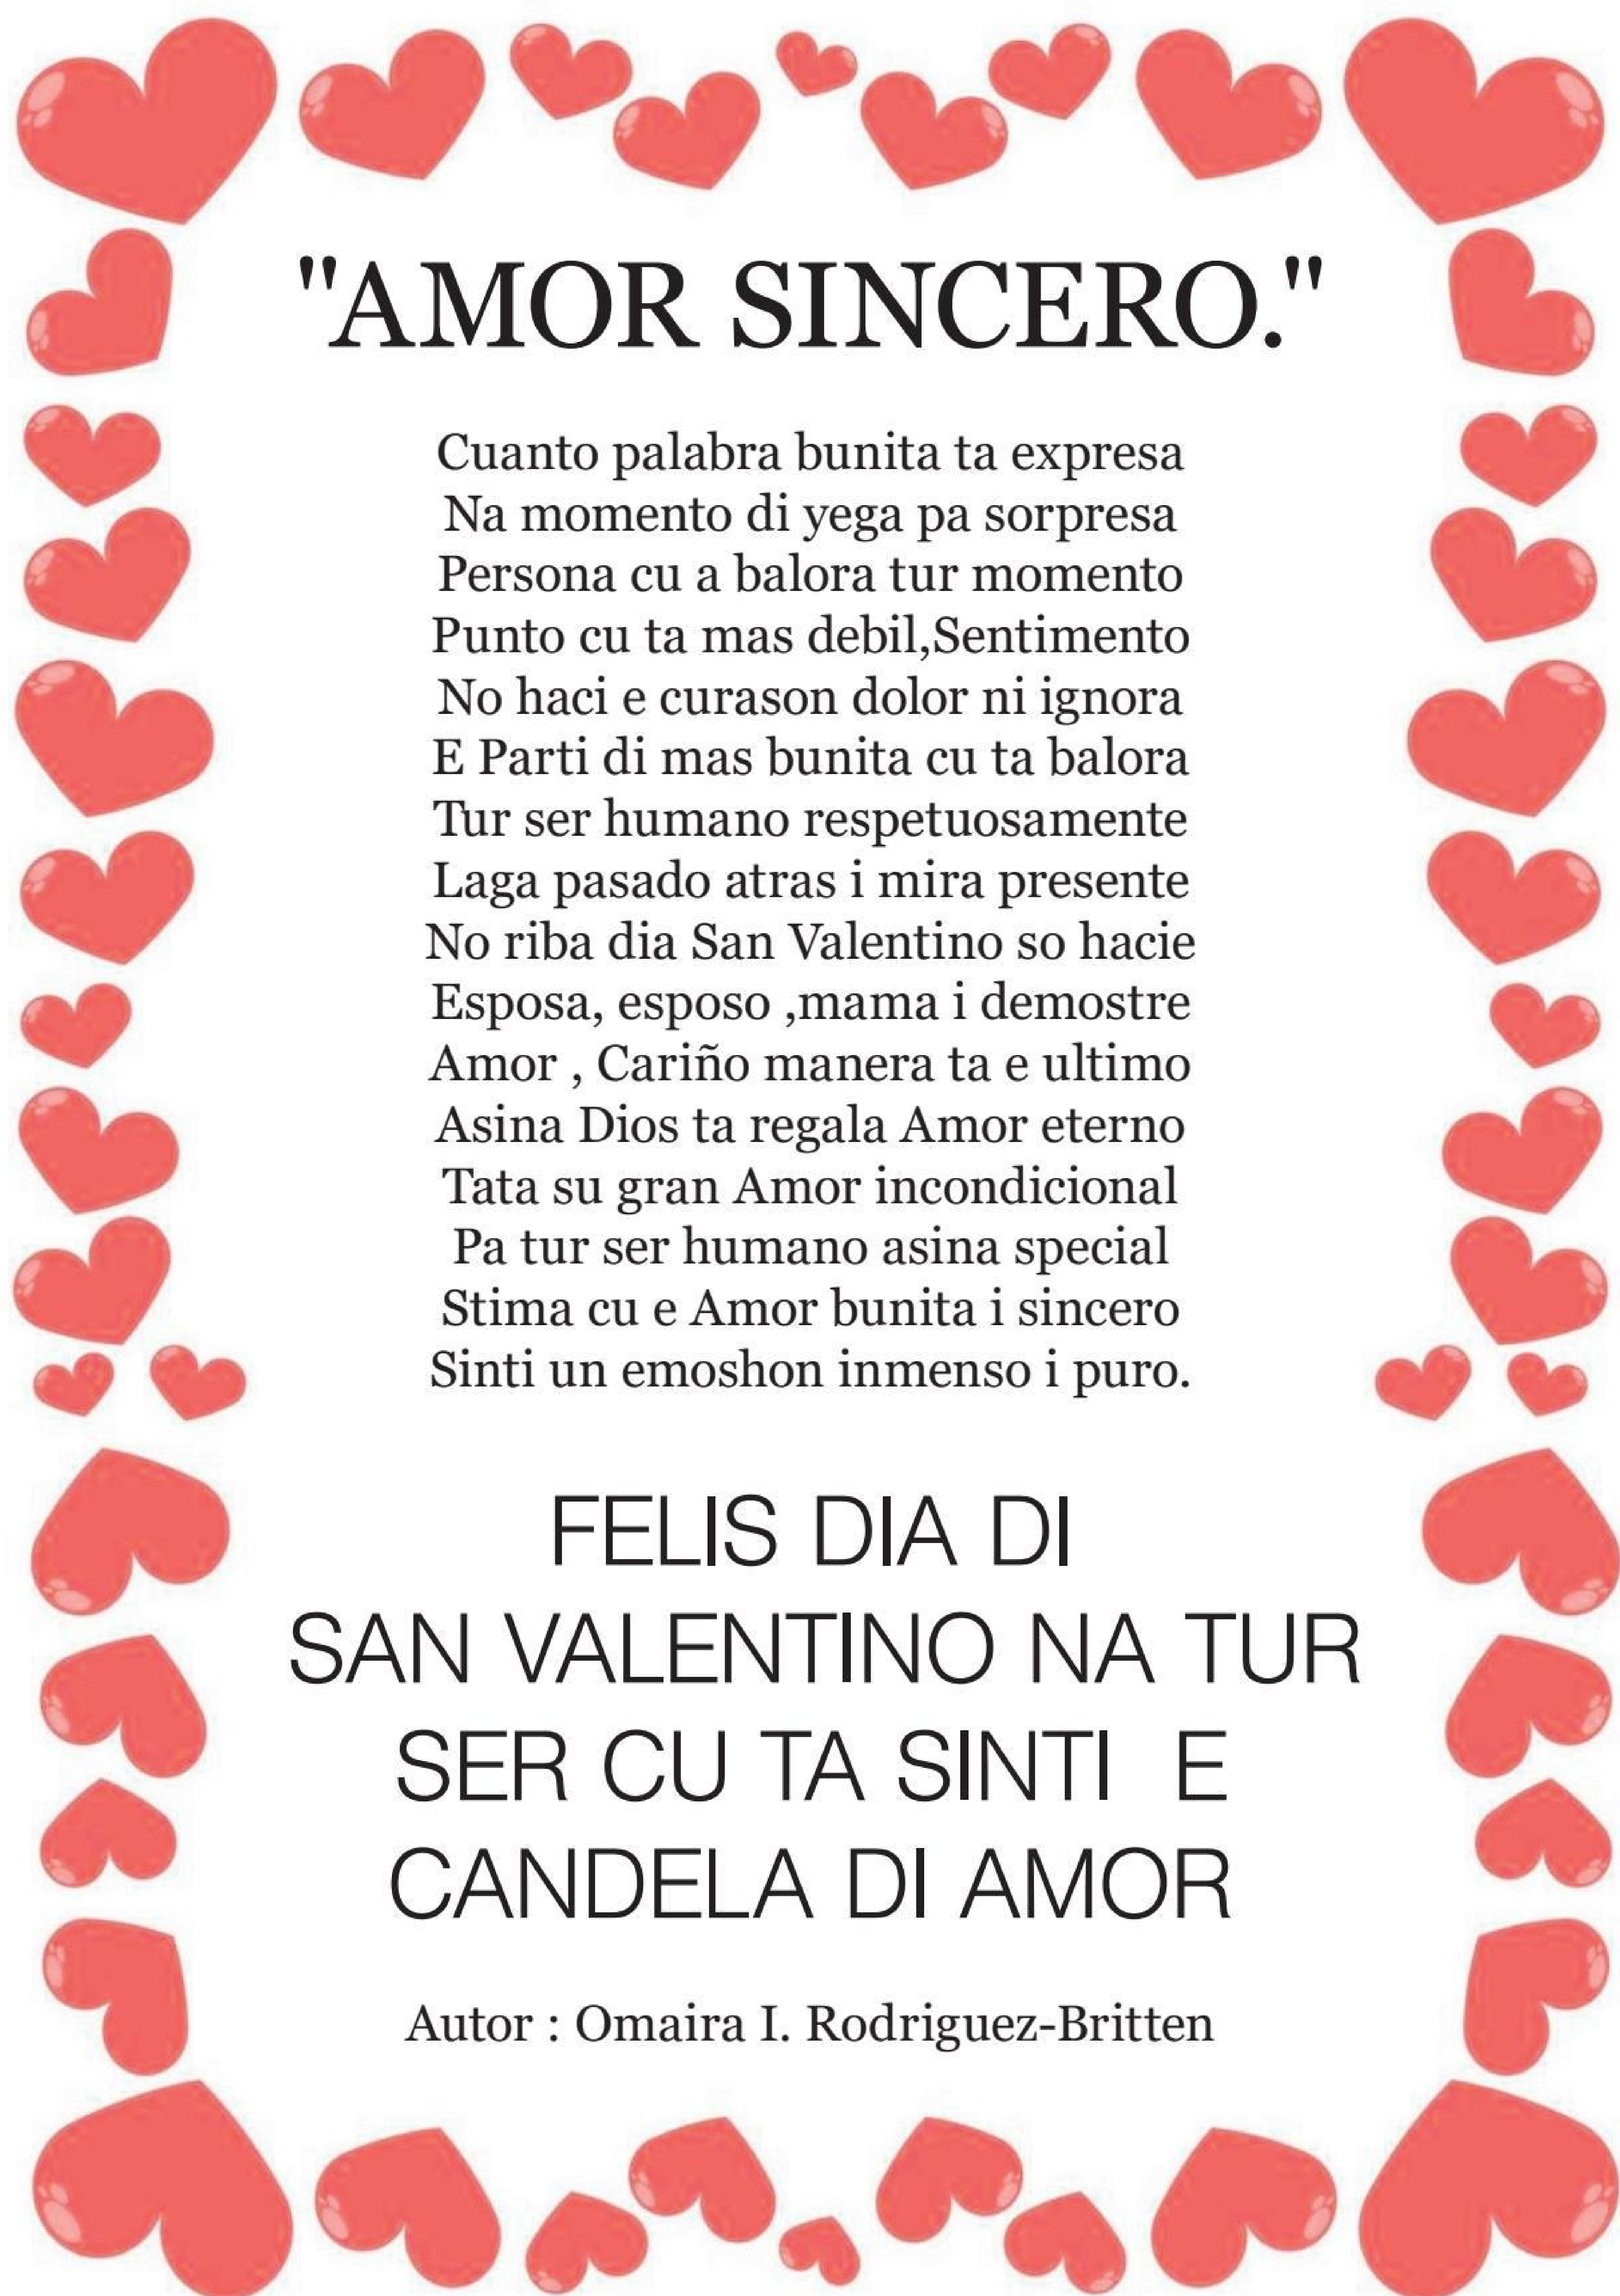 "AMOR SINCERO."
Cuanto palabra bunita ta expresa
Na momento di yega pa sorpresa
Persona cu a balora tur momento
Punto cu ta mas debil,Sentimento
No haci e curason dolor ni ignora
E Parti di mas bunita cu ta balora
Tur ser humano respetuosamente
Laga pasado atras i mira presente
No riba dia San Valentino so hacie
Esposa, esposo ,mama i demostre
Amor , Cariño manera ta e ultimo
Asina Dios ta regala Amor eterno
Tata su gran Amor incondicional
Pa tur ser humano asina special
Stima cu e Amor bunita i sincero
Sinti un emoshon inmenso i puro.
FELIS DIA DI
SAN VALENTINO NA TUR
SER CU TA SINTI E
CANDELA DI AMOR
Autor : Omaira I. Rodriguez-Britten